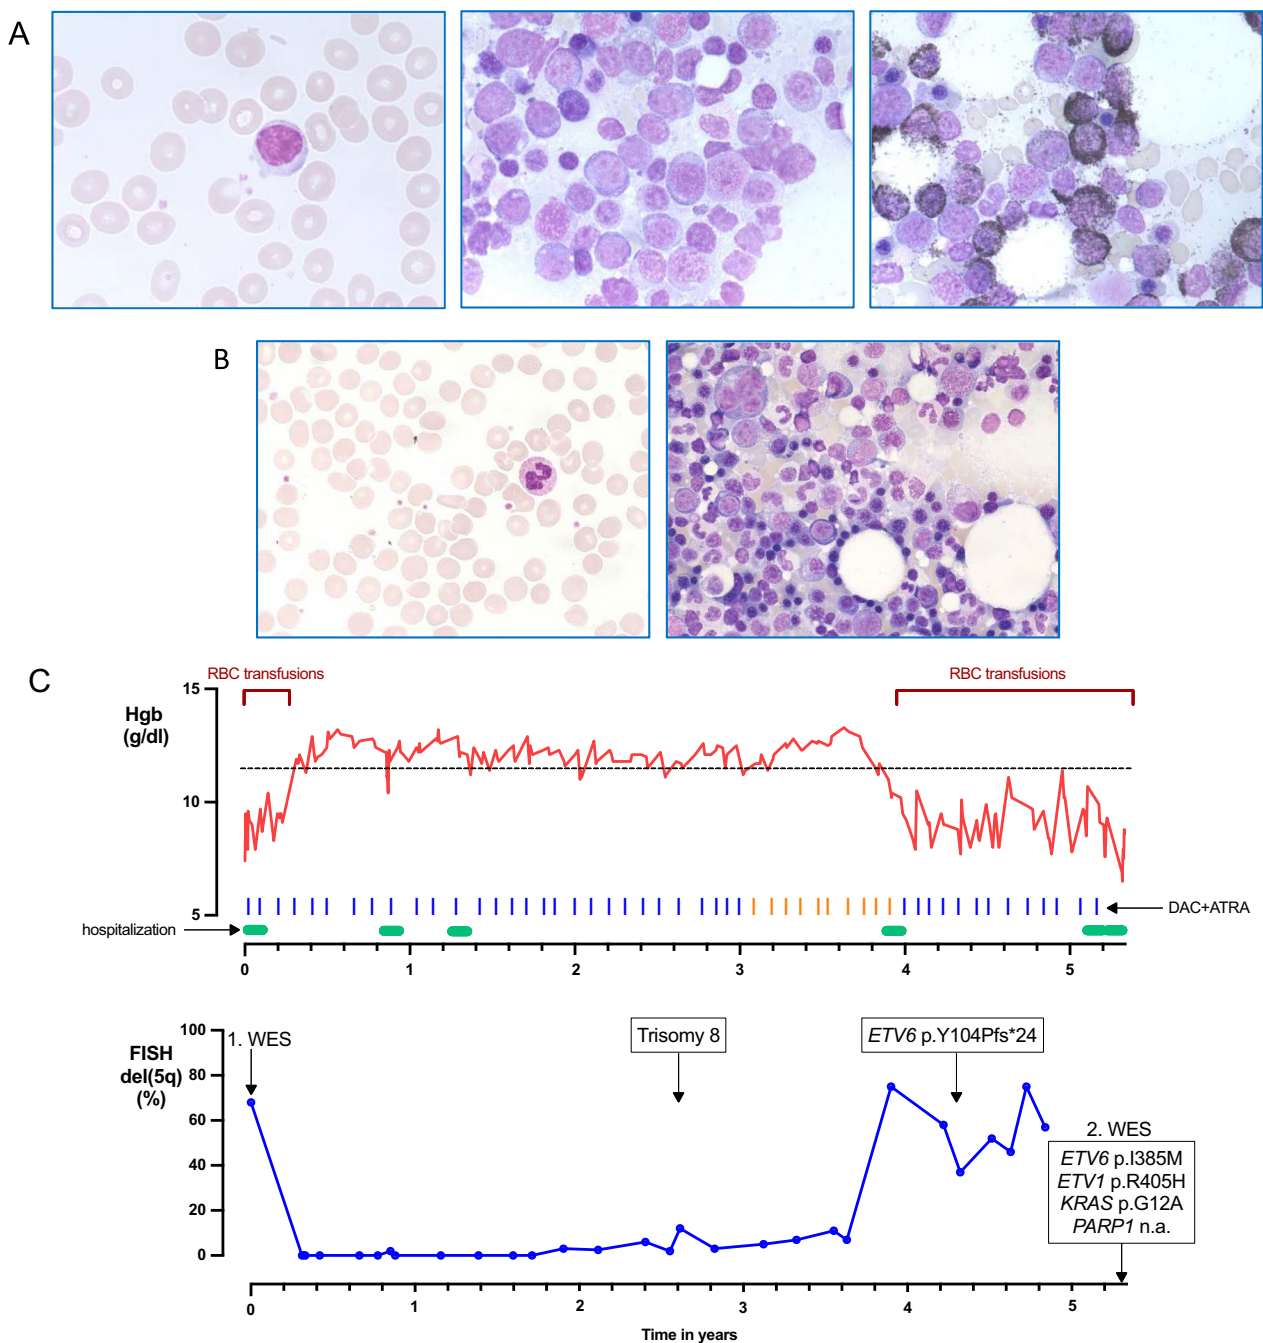 A
B
C
RBC transfusions
RBC transfusions
15
Hgb
(g/dl)
10
5
DAC+ATRA
hospitalization
0 1 2 3 4 5
100
1. WES
Trisomy 8
ETV6 p.Y104Pfs*24
FISH
del(5q)
(%)
80
60
40
20
0
2. WES
ETV6 p.I385M
ETV1 p.R405H
KRAS p.G12A
PARP1 n.a.
0 1 2 3 4 5
Time in years